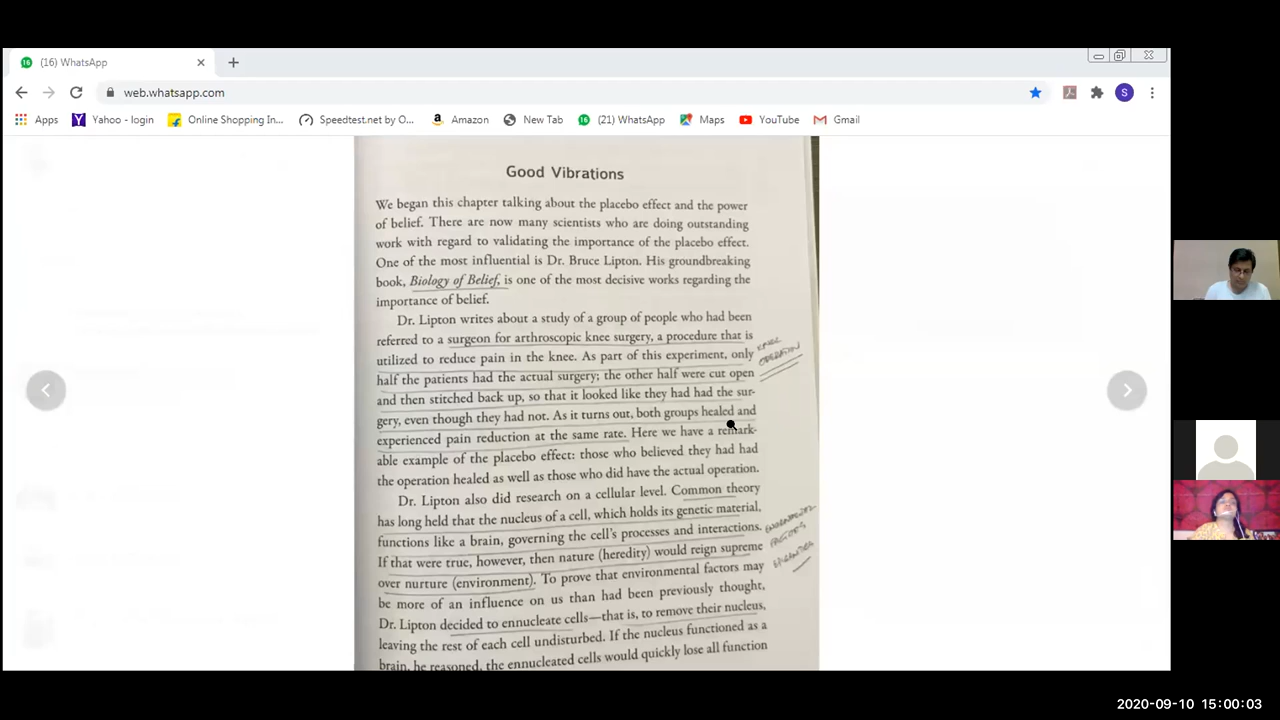 (16) WhatsApp
web.whatsapp.com
S
Apps Yahoo - login Online Shopping In... Speedtest.net by O... Amazon New Tab (21) WhatsApp Maps YouTube Gmail
Good Vibrations
We began this chapter talking about the placebo effect and the power
of belief. There are now many scientists who are doing outstanding
work with regard to validating the importance of the placebo effect.
One of the most influential is Dr. Bruce Lipton. His groundbreaking
book, Biology of Belief, is one of the most decisive works regarding the
importance of belief.
Dr. Lipton writes about a study of a group of people who had been
referred to a surgeon for arthroscopic knee surgery, a procedure that is
utilized to reduce pain in the knee. As part of this experiment, only
half the patients had the actual surgery; the other half were cut open
and then stitched back up, so that it looked like they had had the sur-
gery, even though they had not. As it turns out, both groups healed and
experienced pain reduction at the same rate. Here we have a remark-
able example of the placebo effect: those who believed they had had
the operation healed as well as those who did have the actual operation.
KNEE
OPERATION
Dr. Lipton also did research on a cellular level. Common theory
has long held that the nucleus of a cell, which holds its genetic material,
functions like a brain, governing the cell's processes and interactions.
If that were true, however, then nature (heredity) would reign supreme
over nurture (environment). To prove that environmental factors may
be more of an influence on us than had been previously thought,
Dr. Lipton decided to ennucleate cells—that is, to remove their nucleus,
leaving the rest of each cell undisturbed. If the nucleus functioned as a
brain, he reasoned, the ennucleated cells would quickly lose all function
2020-09-10 15:00:03